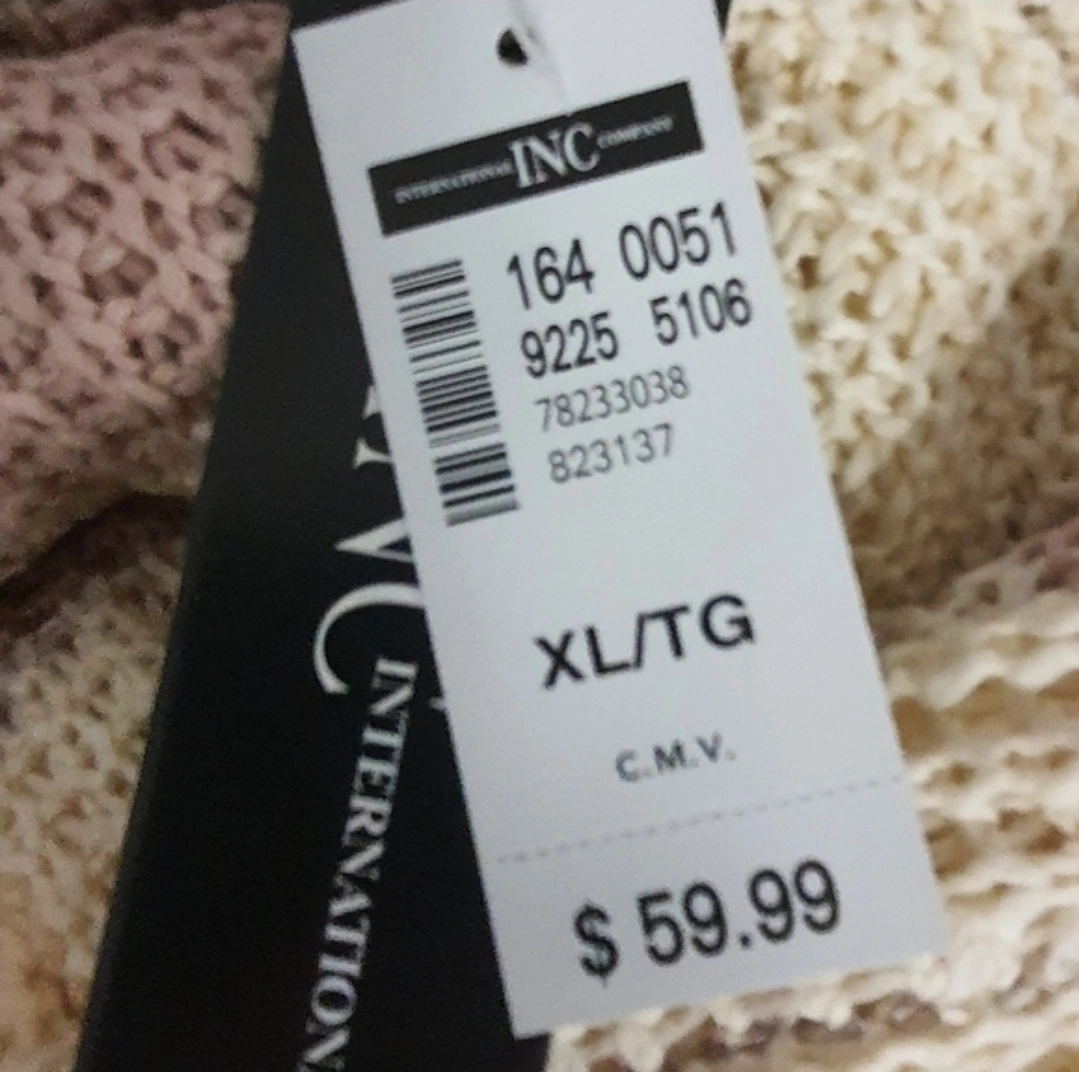 INTERNATIONAL INC COMPANY
164 0051
9225 5106
78233038
823137
XL/TG
C.M.V.
$ 59.99
INTERNATION